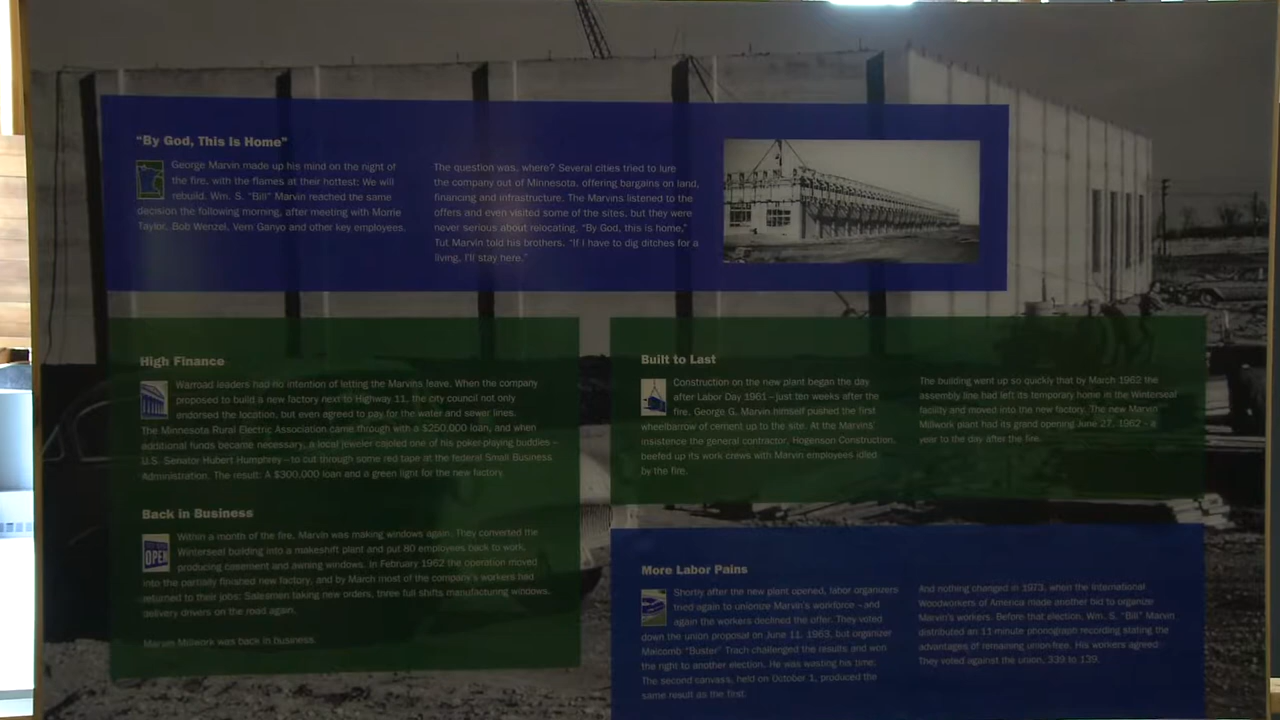 "By God, This Is Home"
George Marvin made up his mind on the night of
the fire, with the flames at their hottest: We will
rebuild. Wm. S. "Bill" Marvin reached the same
decision the following morning, after meeting with Morrie
Taylor, Bob Wenzel, Vern Ganyo and other key employees.
The question was, where? Several cities tried to lure
the company out of Minnesota, offering bargains on land,
financing and infrastructure. The Marvins listened to the
offers and even visited some of the sites, but they were
never serious about relocating. "By God, this is home,"
Tut Marvin told his brothers. "If I have to dig ditches for a
living, I'll stay here."
High Finance
Warroad leaders had no intention of letting the Marvins leave. When the company
proposed to build a new factory next to Highway 11, the city council not only
endorsed the location, but even agreed to pay for the water and sewer lines.
The Minnesota Rural Electric Association came through with a $250,000 loan, and when
additional funds became necessary, a local jeweler cajoled one of his poker-playing buddies –
U.S. Senator Hubert Humphrey – to cut through some red tape at the federal Small Business
Administration. The result: A $300,000 loan and a green light for the new factory.
Back in Business
Within a month of the fire, Marvin was making windows again. They converted the
Winterseal building into a makeshift plant and put 80 employees back to work,
OPEN
producing casement and awning windows. In February 1962 the operation moved
into the partially finished new factory, and by March most of the company's workers had
returned to their jobs: Salesmen taking new orders, three full shifts manufacturing windows,
delivery drivers on the road again.
Marvin Millwork was back in business.
Built to Last
Construction on the new plant began the day
after Labor Day 1961 – just ten weeks after the
fire. George G. Marvin himself pushed the first
wheelbarrow of cement up to the site. At the Marvins'
insistence the general contractor, Hogenson Construction,
beefed up its work crews with Marvin employees idled
by the fire.
The building went up so quickly that by March 1962 the
assembly line had left its temporary home in the Winterseal
facility and moved into the new factory. The new Marvin
Millwork plant had its grand opening June 27, 1962 – a
year to the day after the fire.
More Labor Pains
Shortly after the new plant opened, labor organizers
tried again to unionize Marvin's workforce – and
again the workers declined the offer. They voted
down the union proposal on June 11, 1963, but organizer
Malcomb "Buster" Trach challenged the results and won
the right to another election. He was wasting his time.
The second canvass, held on October 1, produced the
same result as the first.
And nothing changed in 1973, when the International
Woodworkers of America made another bid to organize
Marvin's workers. Before that election, Wm. S. "Bill" Marvin
distributed an 11-minute phonograph recording stating the
advantages of remaining union-free. His workers agreed.
They voted against the union, 339 to 139.